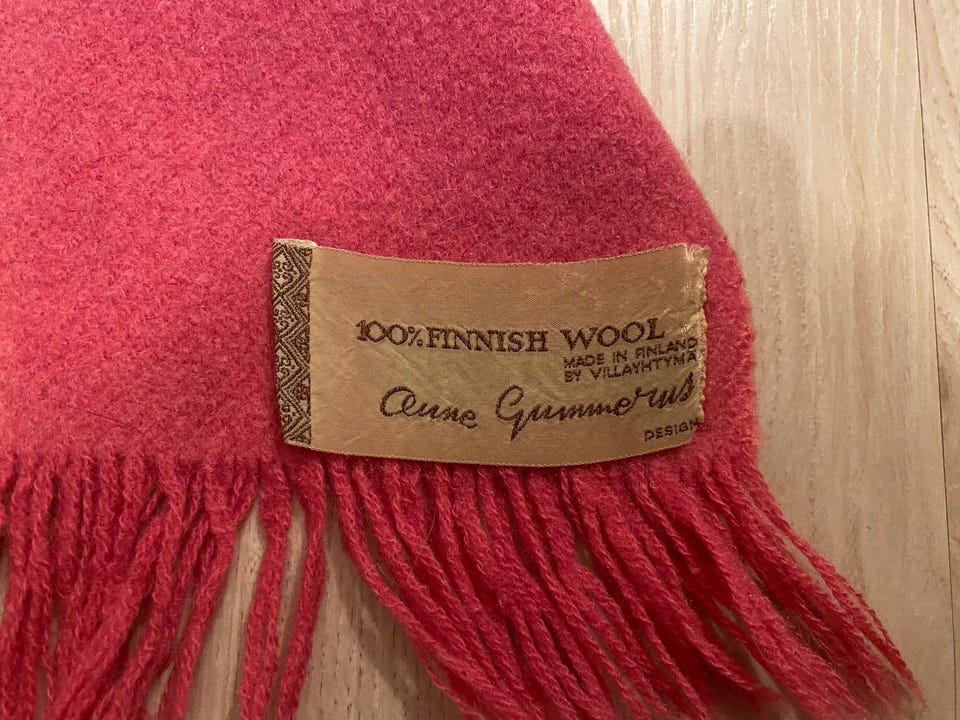 100% FINNISH WOOL
MADE IN FINLAND
BY VILLAYHTYMÄ
Anne Gummerus
DESIGN